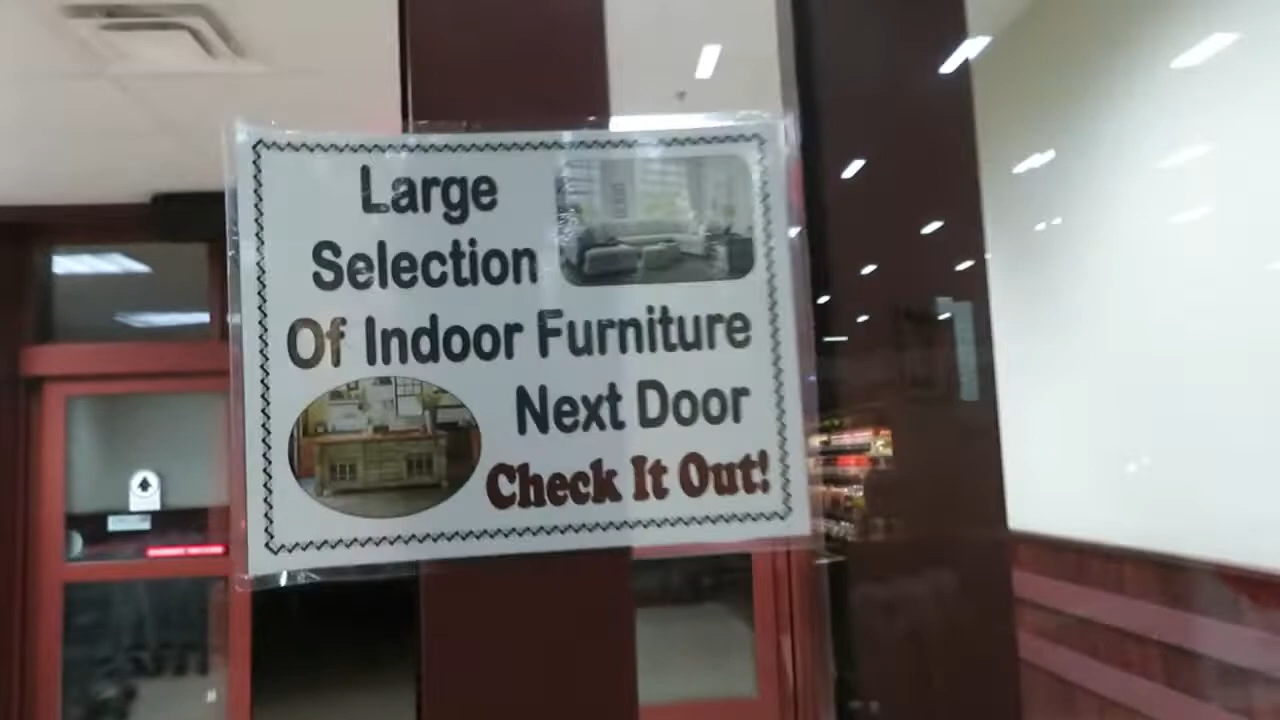 Large
Selection
Of Indoor Furniture
Next Door
Check It Out!